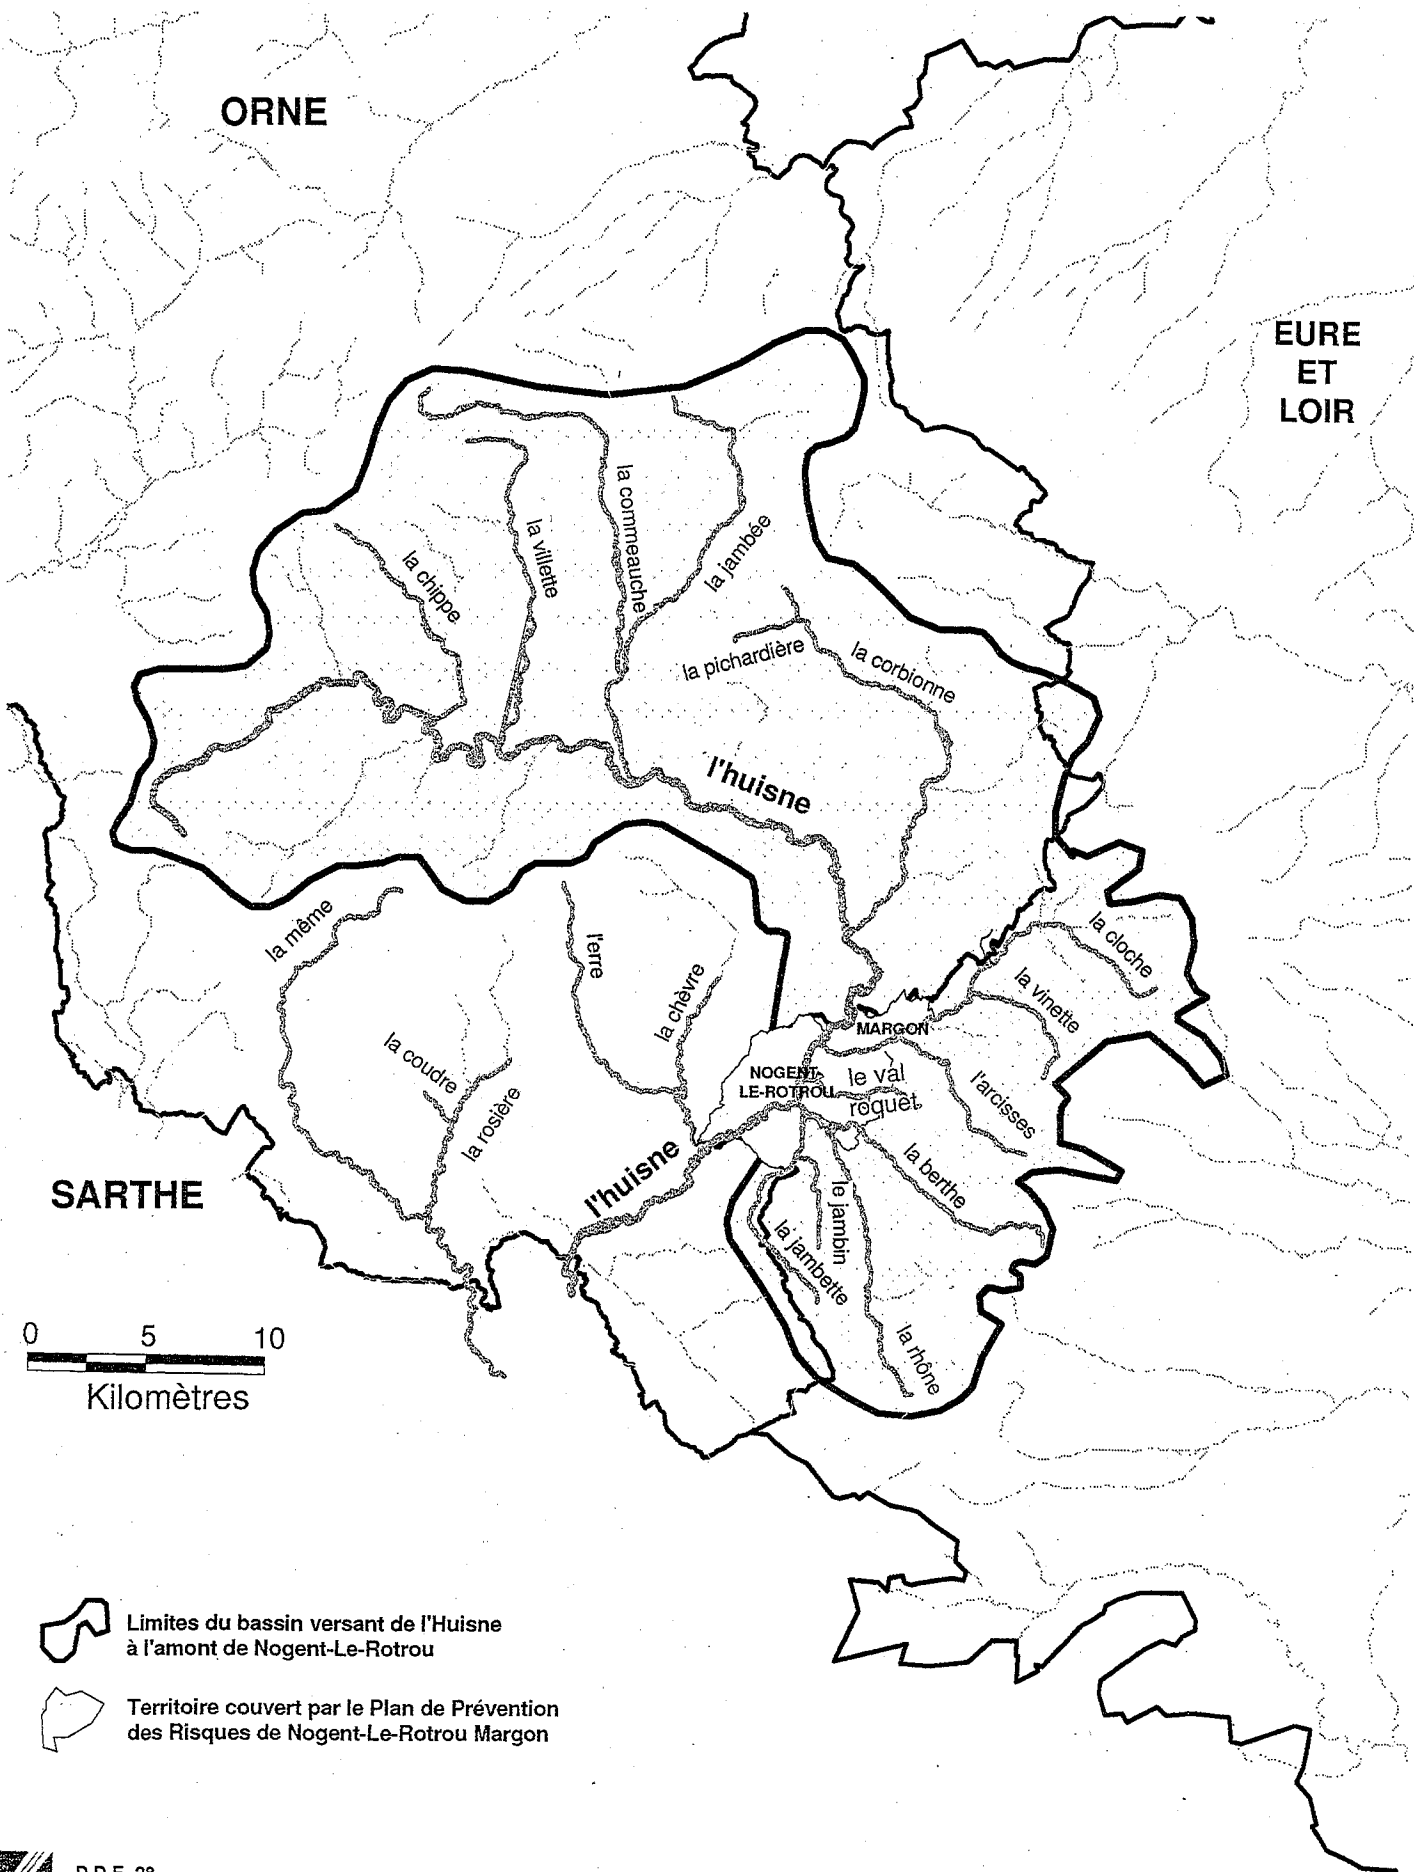 ORNE
EURE
ET
LOIR
la commeauche
la villette
la jambée
la chippe
la pichardière
la corbionne
l'huisne
la même
l'erre
la chèvre
la cloche
la vinette
MARGON
la coudre
NOGENT-
LE-ROTROU
le val
roquet
l'arcisses
la rosière
l'huisne
la berthe
le jambin
SARTHE
la jambette
la rhône
0 5 10
Kilomètres
Limites du bassin versant de l'Huisne
à l'amont de Nogent-Le-Rotrou
Territoire couvert par le Plan de Prévention
des Risques de Nogent-Le-Rotrou Margon
D.D.E. 28